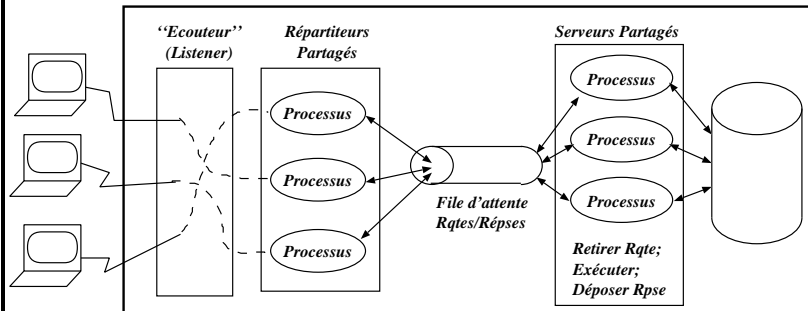 ‘‘Ecouteur’’
(Listener)
Répartiteurs
Partagés
Processus
Processus
Processus
File d'attente
Rqtes/Répses
Serveurs Partagés
Processus
Processus
Processus
Retirer Rqte;
Exécuter;
Déposer Rpse